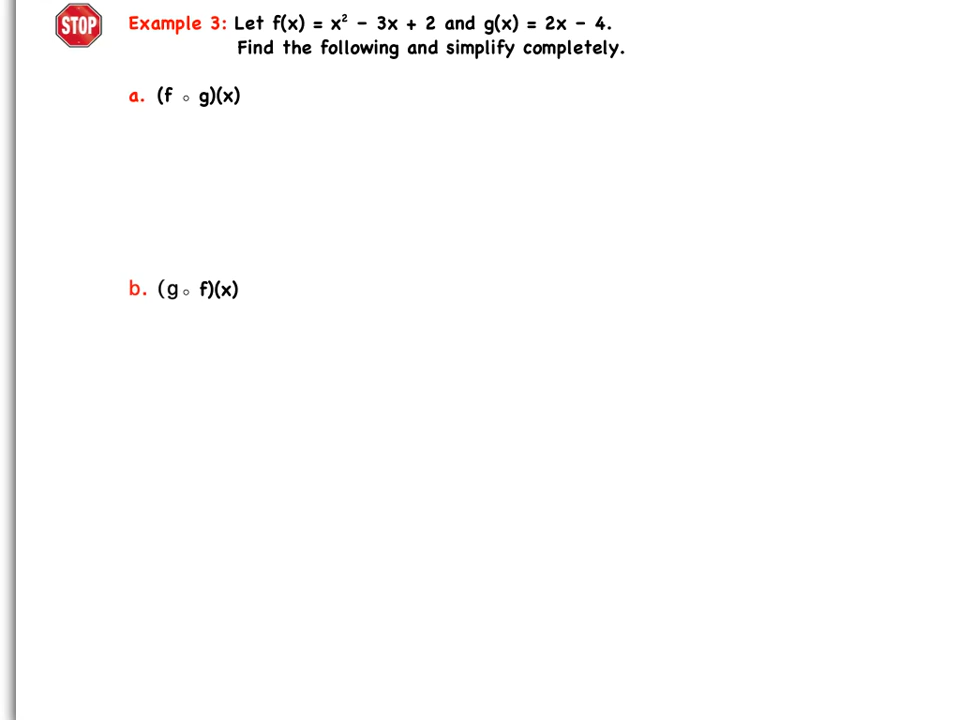 STOP
Example 3: Let f(x) = x² - 3x + 2 and g(x) = 2x - 4.
Find the following and simplify completely.
a. (f ∘ g)(x)
b. (g ∘ f)(x)